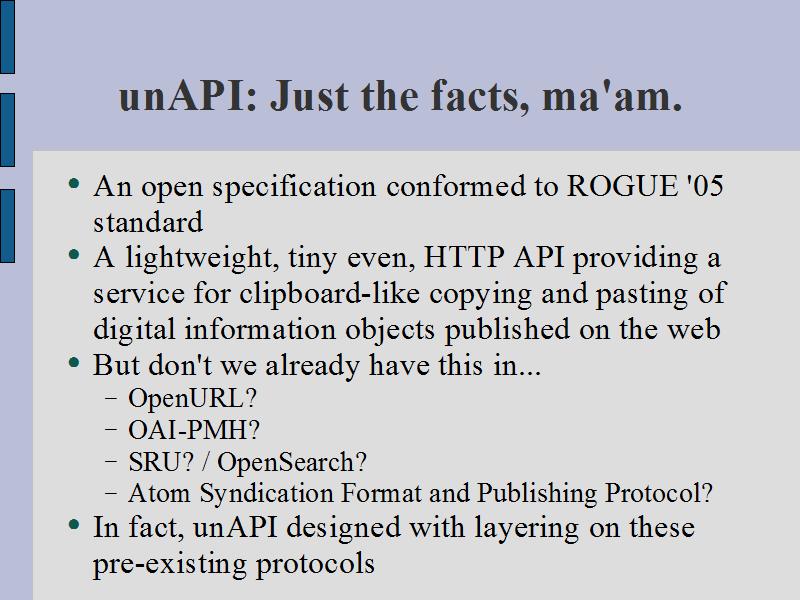 unAPI: Just the facts, ma'am.
• An open specification conformed to ROGUE '05
standard
• A lightweight, tiny even, HTTP API providing a
service for clipboard-like copying and pasting of
digital information objects published on the web
• But don't we already have this in...
– OpenURL?
– OAI-PMH?
– SRU? / OpenSearch?
– Atom Syndication Format and Publishing Protocol?
• In fact, unAPI designed with layering on these
pre-existing protocols